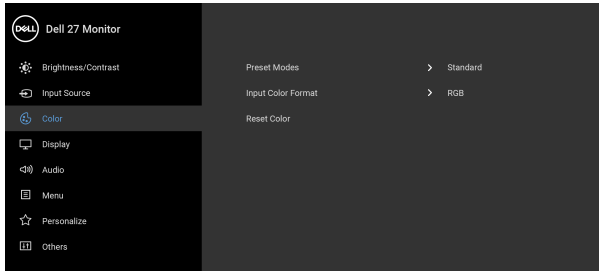 DELL Dell 27 Monitor
Brightness/Contrast
Input Source
Color
Display
Audio
Menu
Personalize
Others
Preset Modes > Standard
Input Color Format > RGB
Reset Color